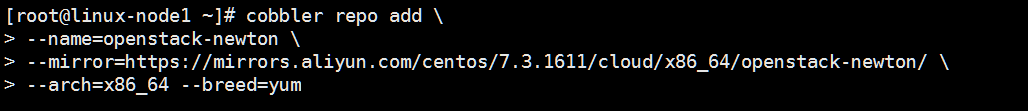 [root@linux-node1 ~]# cobbler repo add \
> --name=openstack-newton \
> --mirror=https://mirrors.aliyun.com/centos/7.3.1611/cloud/x86_64/openstack-newton/ \
> --arch=x86_64 --breed=yum